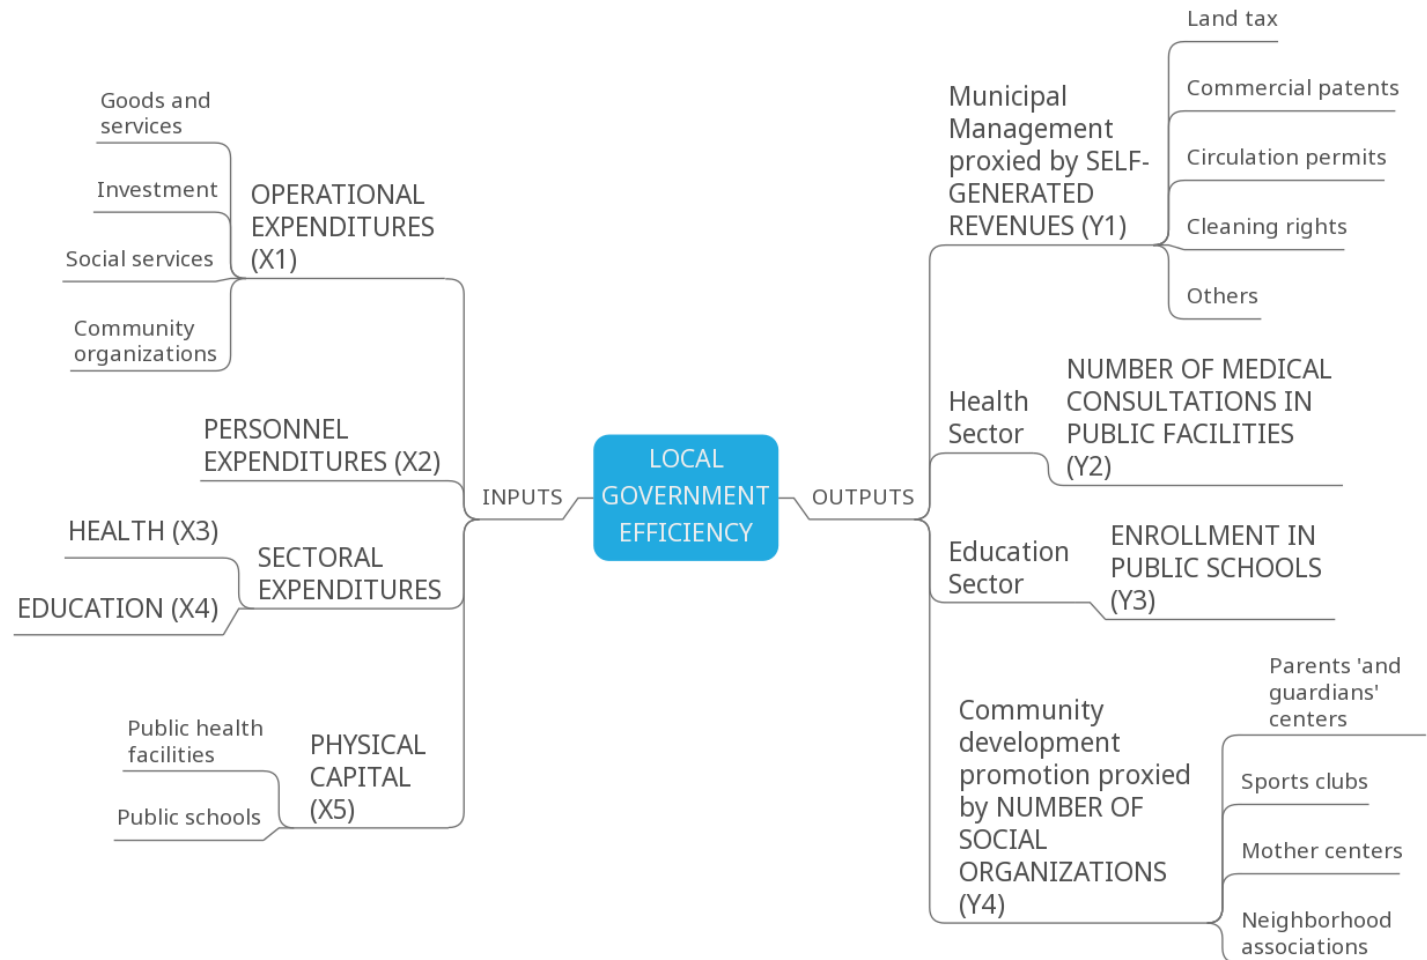 Goods and
services
Investment
Social services
Community
organizations
OPERATIONAL
EXPENDITURES
(X1)
PERSONNEL
EXPENDITURES (X2)
HEALTH (X3)
EDUCATION (X4)
SECTORAL
EXPENDITURES
Public health
facilities
Public schools
PHYSICAL
CAPITAL
(X5)
INPUTS
LOCAL
GOVERNMENT
EFFICIENCY
OUTPUTS
Municipal
Management
proxied by SELF-
GENERATED
REVENUES (Y1)
Land tax
Commercial patents
Circulation permits
Cleaning rights
Others
Health
Sector
NUMBER OF MEDICAL
CONSULTATIONS IN
PUBLIC FACILITIES
(Y2)
Education
Sector
ENROLLMENT IN
PUBLIC SCHOOLS
(Y3)
Community
development
promotion proxied
by NUMBER OF
SOCIAL
ORGANIZATIONS
(Y4)
Parents 'and
guardians'
centers
Sports clubs
Mother centers
Neighborhood
associations